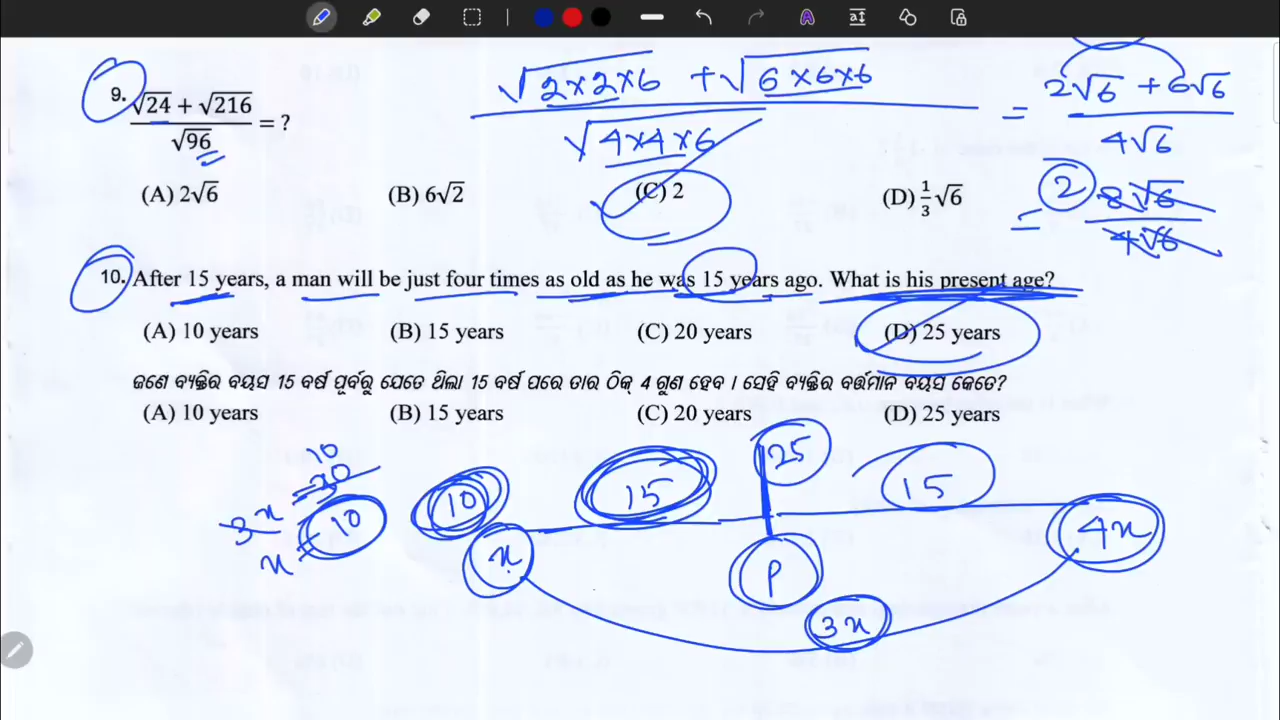 √2×2×6 + √6×6×6
√4×4×6
= 2√6 + 6√6
4√6
= 8√6
4√6
2
9. √24 + √216
√96
= ?
(A) 2√6 (B) 6√2 (C) 2 (D) 1/3 √6
10. After 15 years, a man will be just four times as old as he was 15 years ago. What is his present age?
(A) 10 years (B) 15 years (C) 20 years (D) 25 years
ଜଣେ ବ୍ୟକ୍ତିର ବୟସ 15 ବର୍ଷ ପୂର୍ବରୁ ଯେତେ ଥିଲା 15 ବର୍ଷ ପରେ ତାର ଠିକ୍ 4 ଗୁଣ ହେବ । ସେହି ବ୍ୟକ୍ତିର ବର୍ତ୍ତମାନ ବୟସ କେତେ?
(A) 10 years (B) 15 years (C) 20 years (D) 25 years
10
3x = 30
x = 10
10 15 25 15
x P 4x
3x